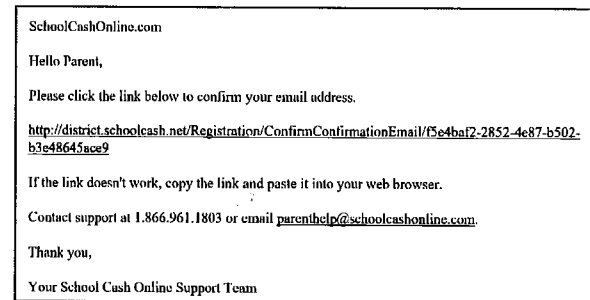 SchoolCashOnline.com
Hello Parent,
Please click the link below to confirm your email address.
http://district.schoolcash.net/Registration/ConfirmConfirmationEmail/f5e4baf2-2852-4e87-b502-
b3e48645ace9
If the link doesn't work, copy the link and paste it into your web browser.
Contact support at 1.866.961.1803 or email parenthelp@schoolcashonline.com.
Thank you,
Your School Cash Online Support Team